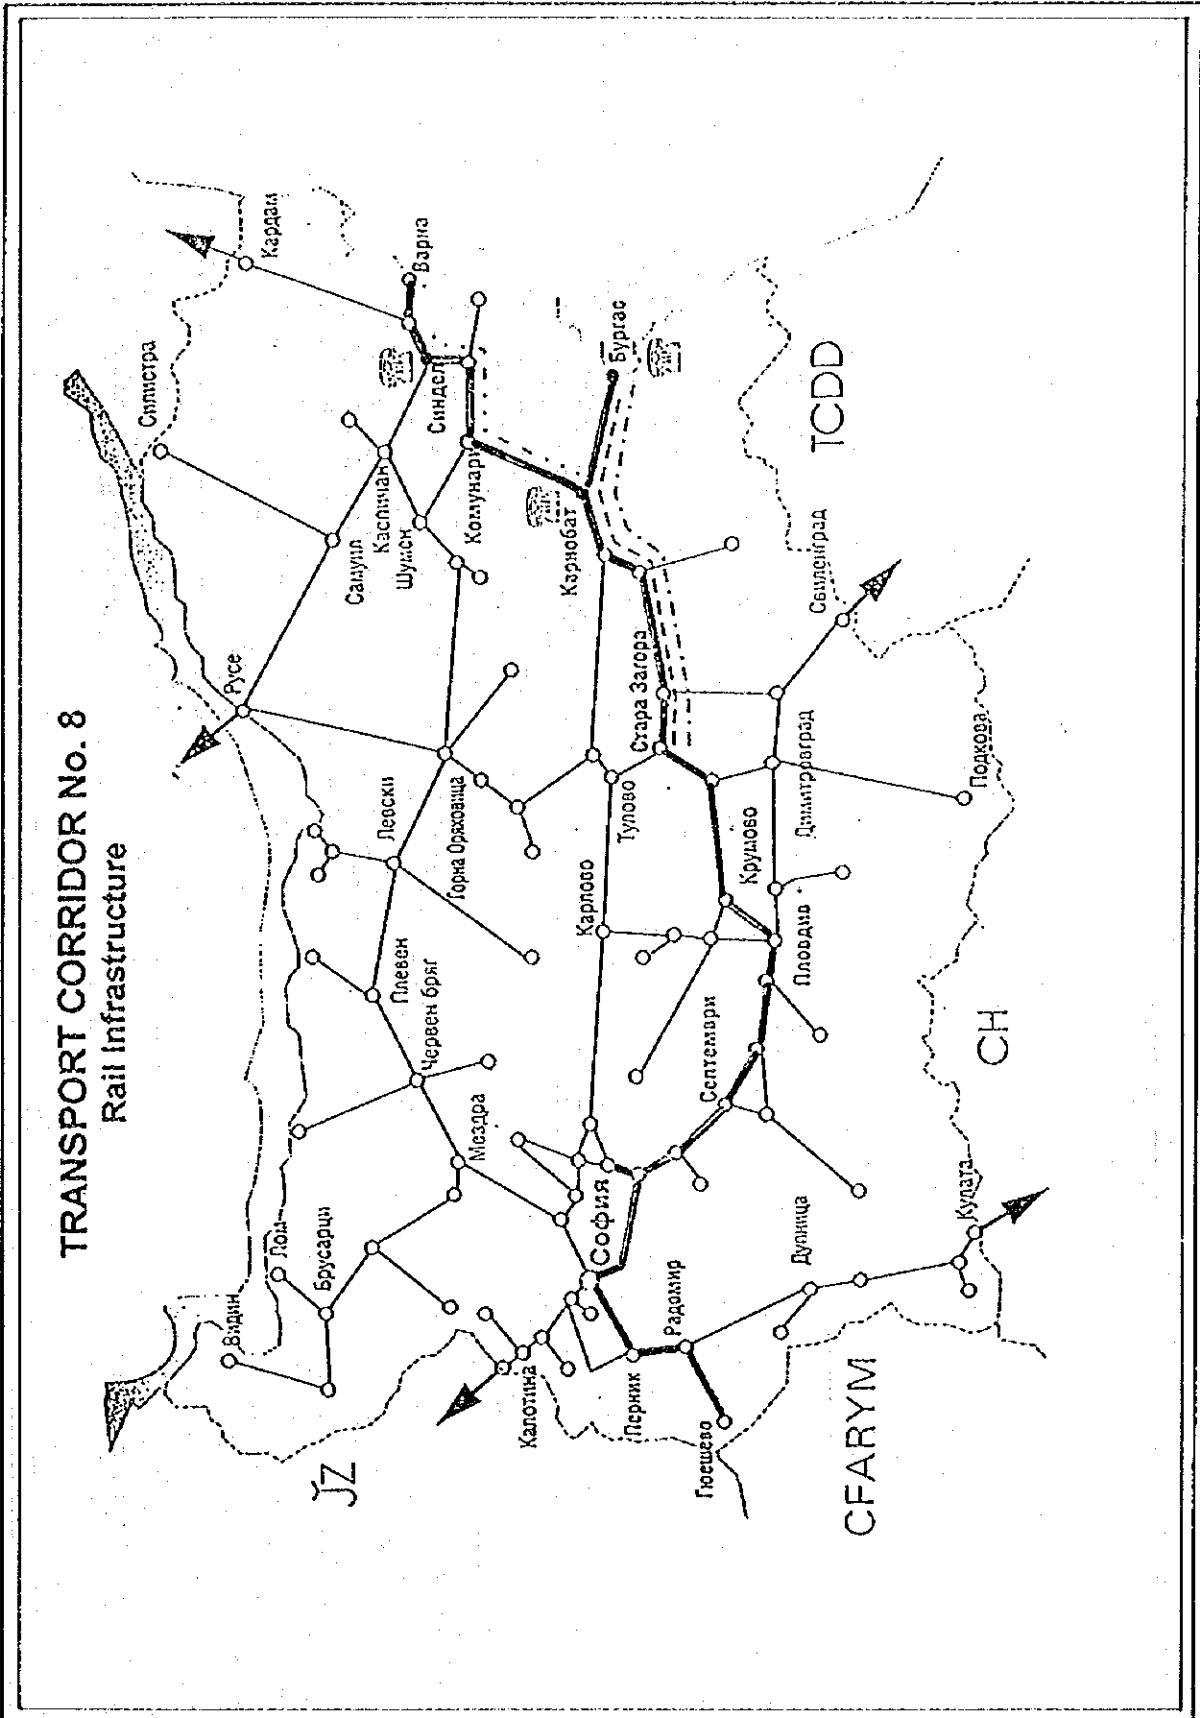 TRANSPORT CORRIDOR No. 8
Rail Infrastructure
Силистра
Кардам
Русе
Видин
Лом
Брусарци
Самуил
Каспичан
Шумен
Варна
Синдел
Комунари
Левски
Плевен
Червен бряг
Мездра
Горна Оряховица
JZ
Калотина
София
Карлово
Тулово
Карнобат
Бургас
Стара Загора
Перник
Радомир
Гюешево
Септември
Крумово
Пловдив
Димитровград
Свиленград
TCDD
Дупница
Кулата
Подкова
CFARYM
CH